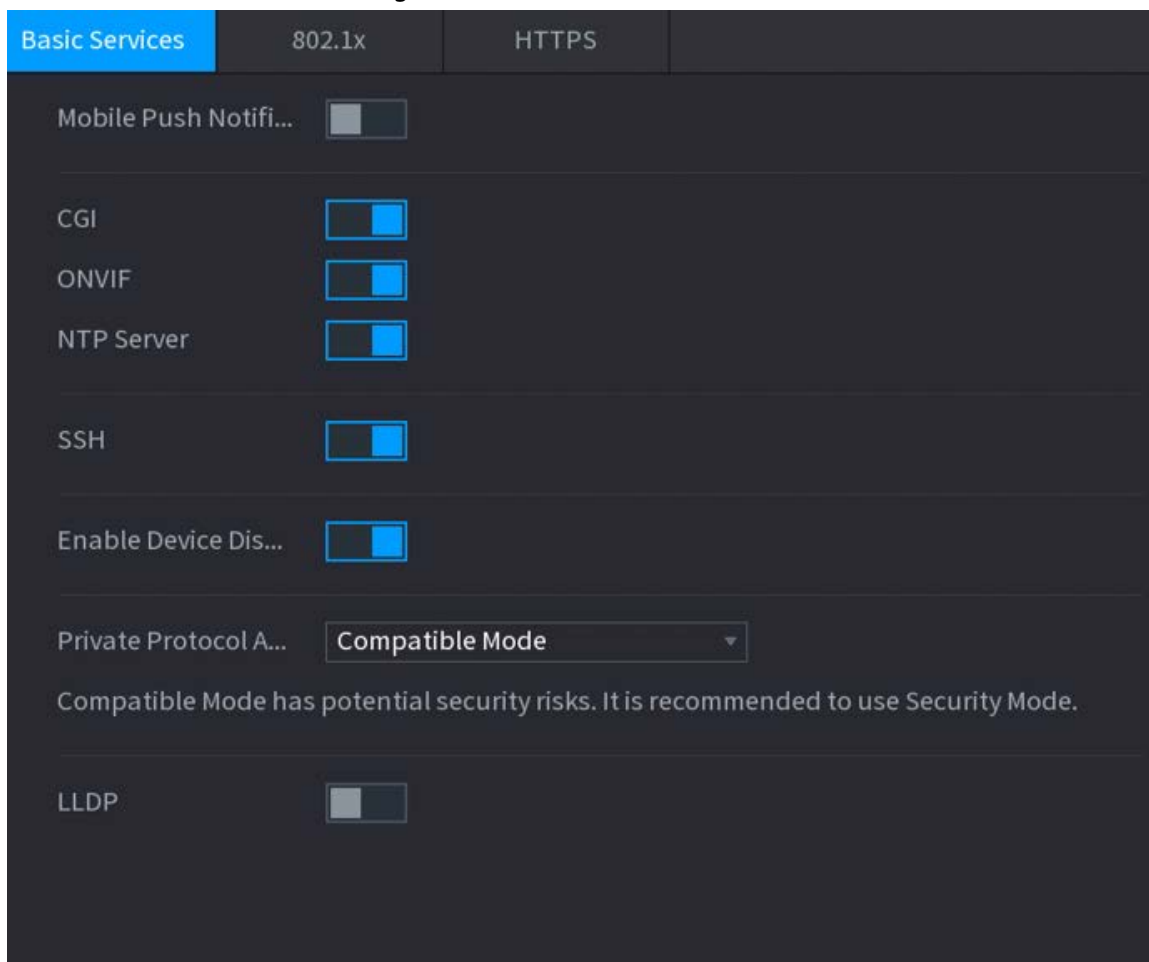 Basic Services 802.1x HTTPS
Mobile Push Notifi...
CGI
ONVIF
NTP Server
SSH
Enable Device Dis...
Private Protocol A... Compatible Mode
Compatible Mode has potential security risks. It is recommended to use Security Mode.
LLDP